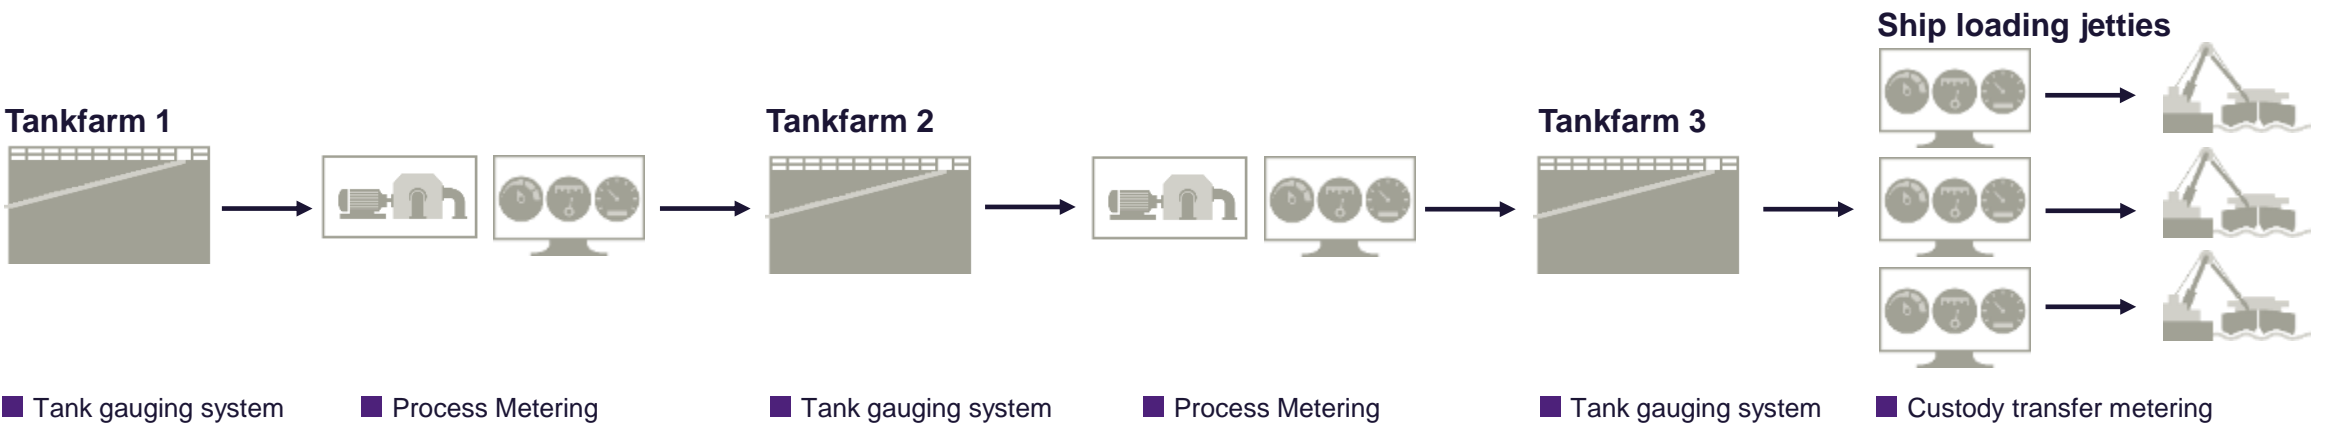 Ship loading jetties
Tankfarm 1
Tankfarm 2
Tankfarm 3
Tank gauging system
Process Metering
Tank gauging system
Process Metering
Tank gauging system
Custody transfer metering